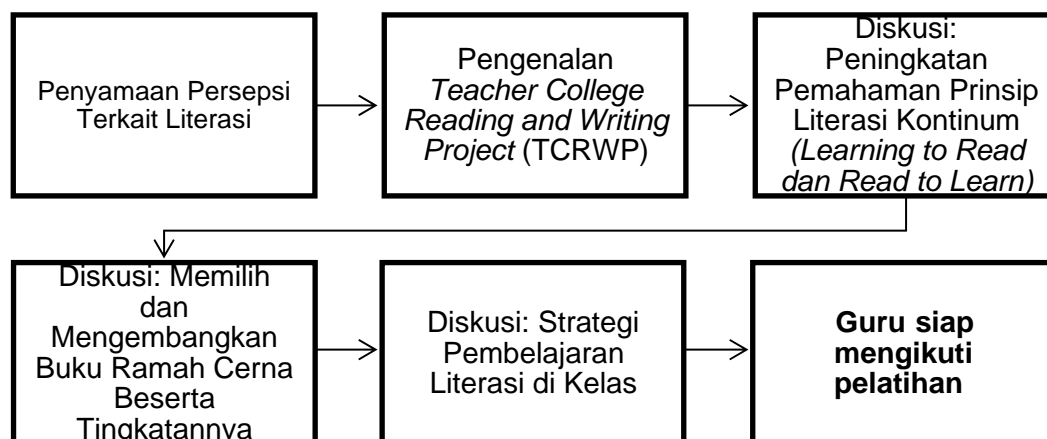 Penyamaan Persepsi
Terkait Literasi
Pengenalan
Teacher College
Reading and Writing
Project (TCRWP)
Diskusi:
Peningkatan
Pemahaman Prinsip
Literasi Kontinum
(Learning to Read
dan Read to Learn)
Diskusi: Memilih
dan
Mengembangkan
Buku Ramah Cerna
Beserta
Tingkatannya
Diskusi: Strategi
Pembelajaran
Literasi di Kelas
Guru siap
mengikuti
pelatihan